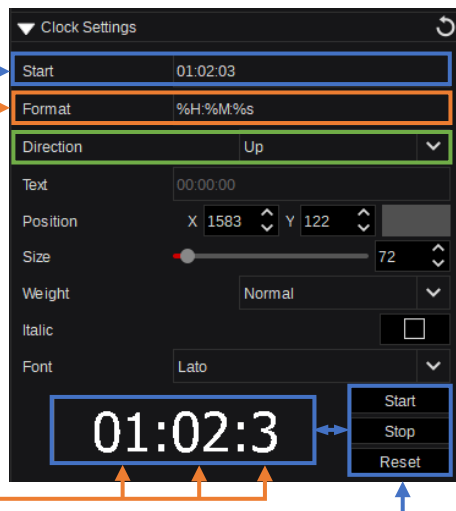 Clock Settings
Start 01:02:03
Format %H:%M:%s
Direction Up
Text 00:00:00
Position X 1583 Y 122
Size 72
Weight Normal
Italic
Font Lato
01:02:3
Start
Stop
Reset